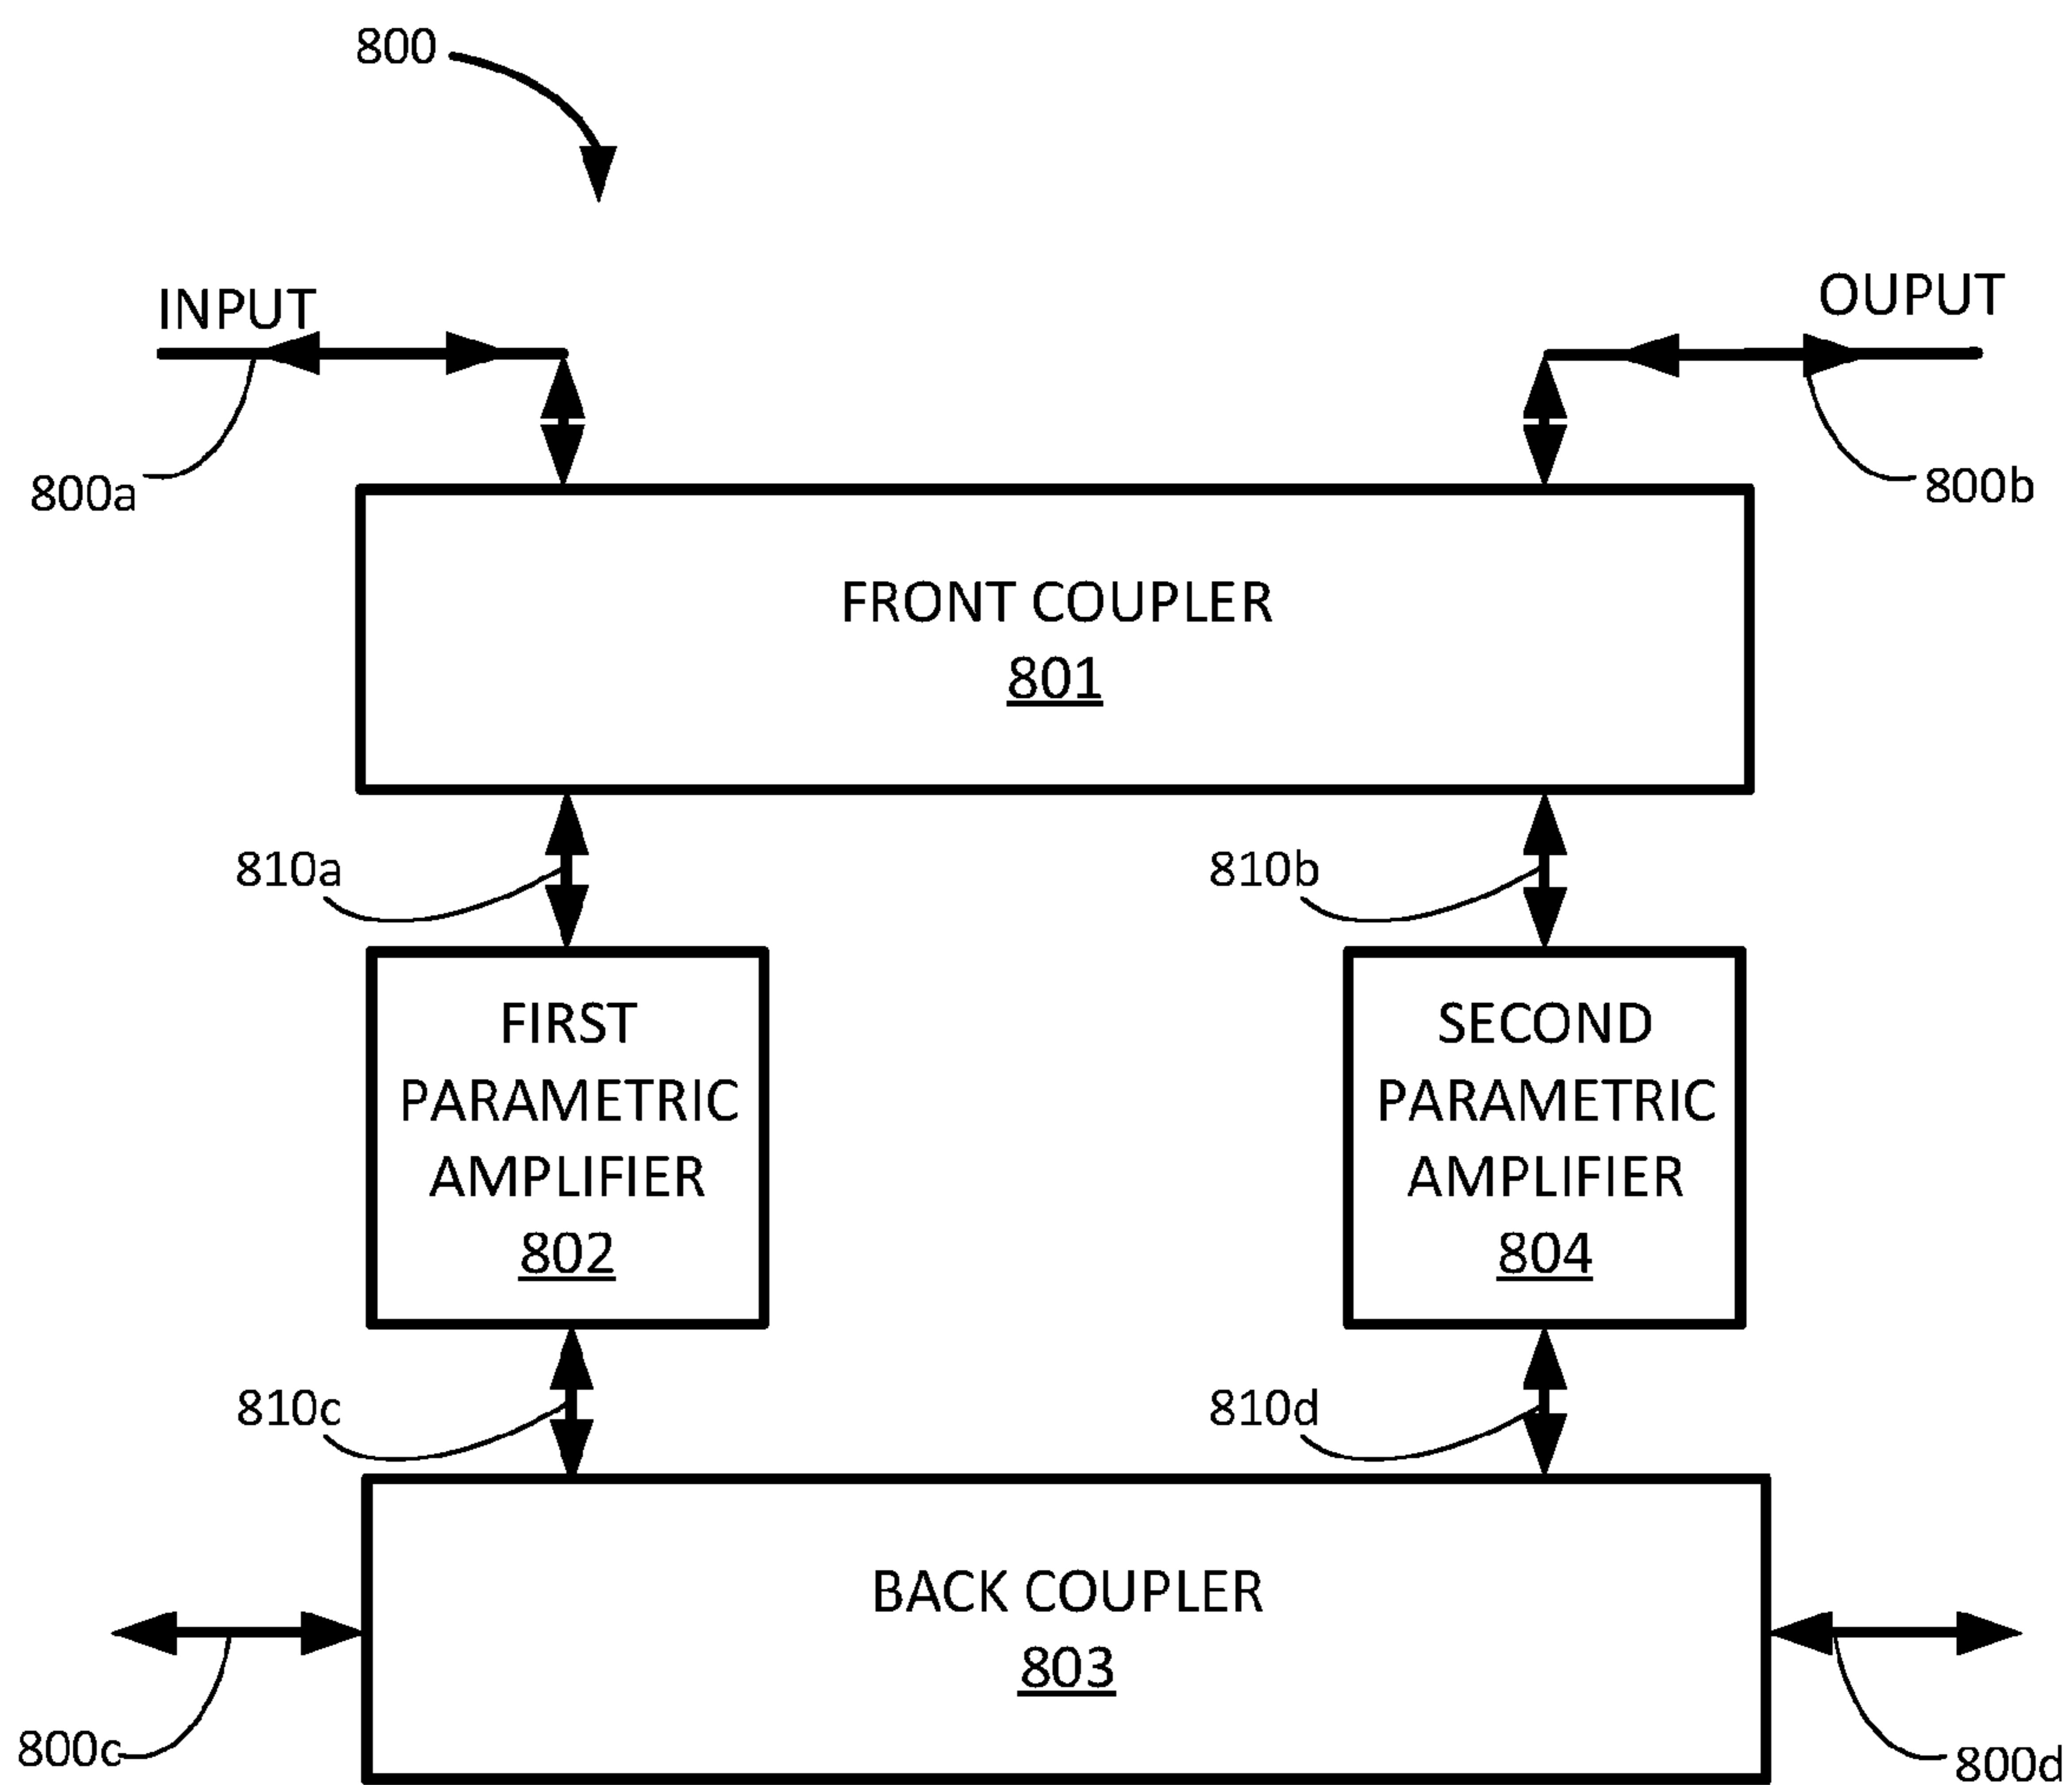 800
INPUT
OUPUT
800a
800b
FRONT COUPLER
801
810a
810b
FIRST
PARAMETRIC
AMPLIFIER
802
SECOND
PARAMETRIC
AMPLIFIER
804
810c
810d
BACK COUPLER
803
800c
800d